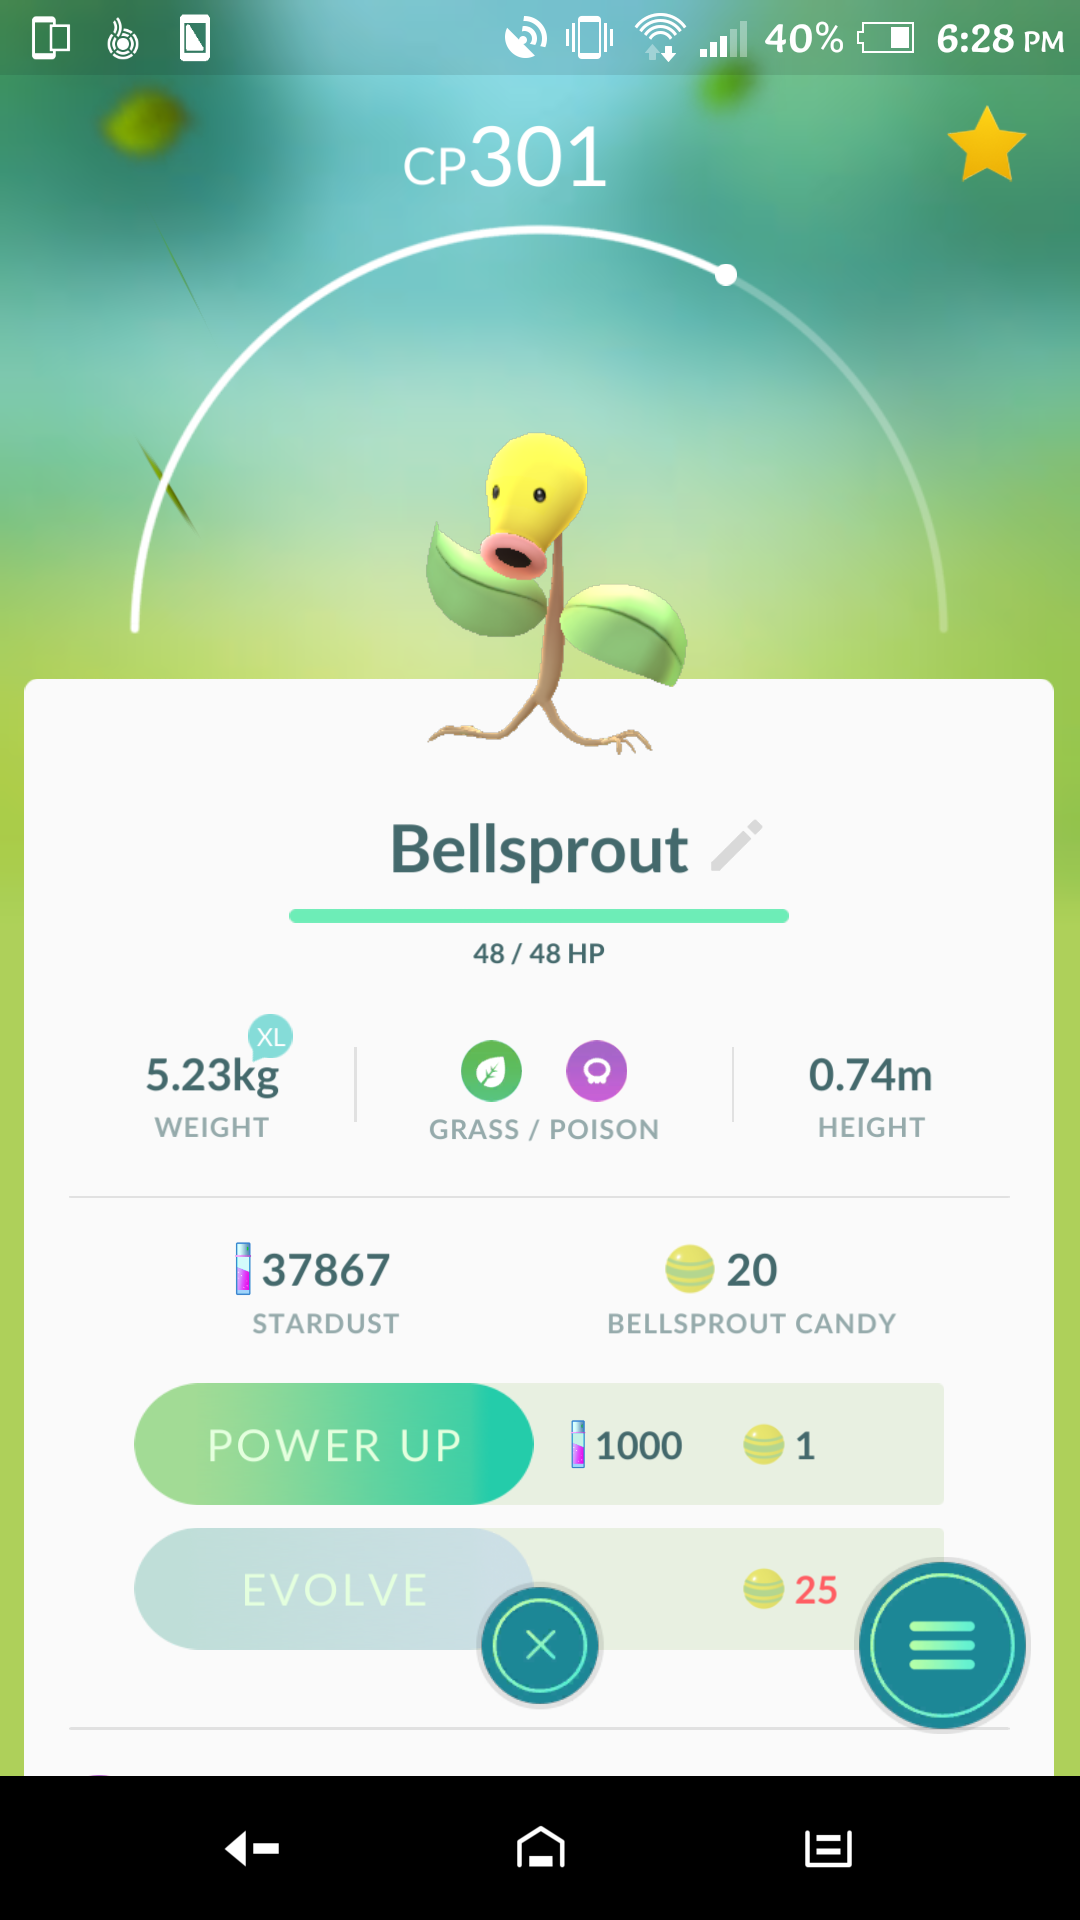 40% 6:28 PM
CP301
Bellsprout
48 / 48 HP
XL
5.23kg
WEIGHT
GRASS / POISON
0.74m
HEIGHT
37867
STARDUST
20
BELLSPROUT CANDY
POWER UP 1000 1
EVOLVE 25